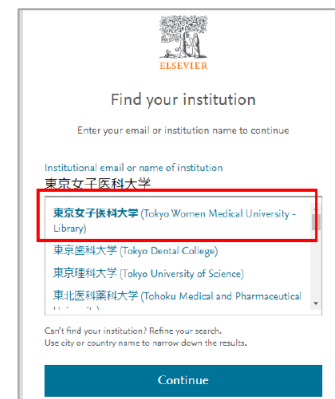 ELSEVIER
Find your institution
Enter your email or institution name to continue
Institutional email or name of institution
東京女子医科大学
東京女子医科大学 (Tokyo Women Medical University -
Library)
東京歯科大学 (Tokyo Dental College)
東京理科大学 (Tokyo University of Science)
東北医科薬科大学 (Tohoku Medical and Pharmaceutical
Can't find your institution? Refine your search.
Use city or country name to narrow down the results.
Continue